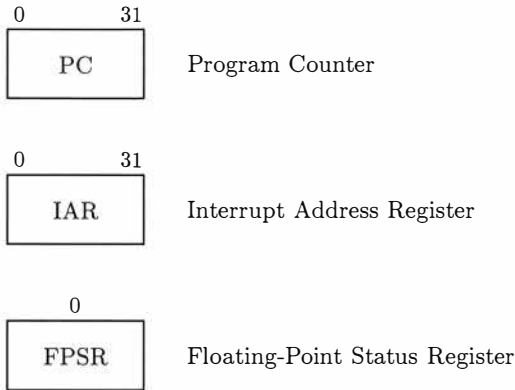 0 31
PC Program Counter
0 31
IAR Interrupt Address Register
0
FPSR Floating-Point Status Register